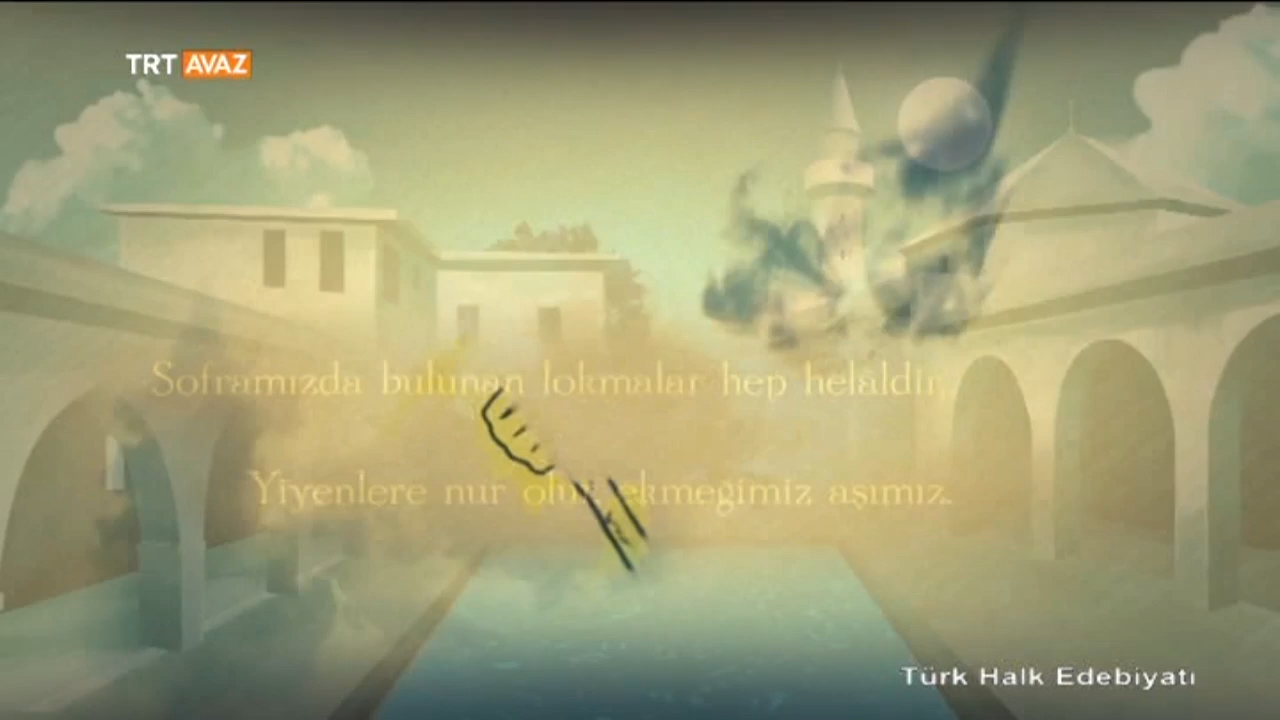 TRT AVAZ
Soframızda bulunan lokmalar hep helaldir,
Yiyenlere nur olur ekmeğimiz aşımız.
Türk Halk Edebiyatı